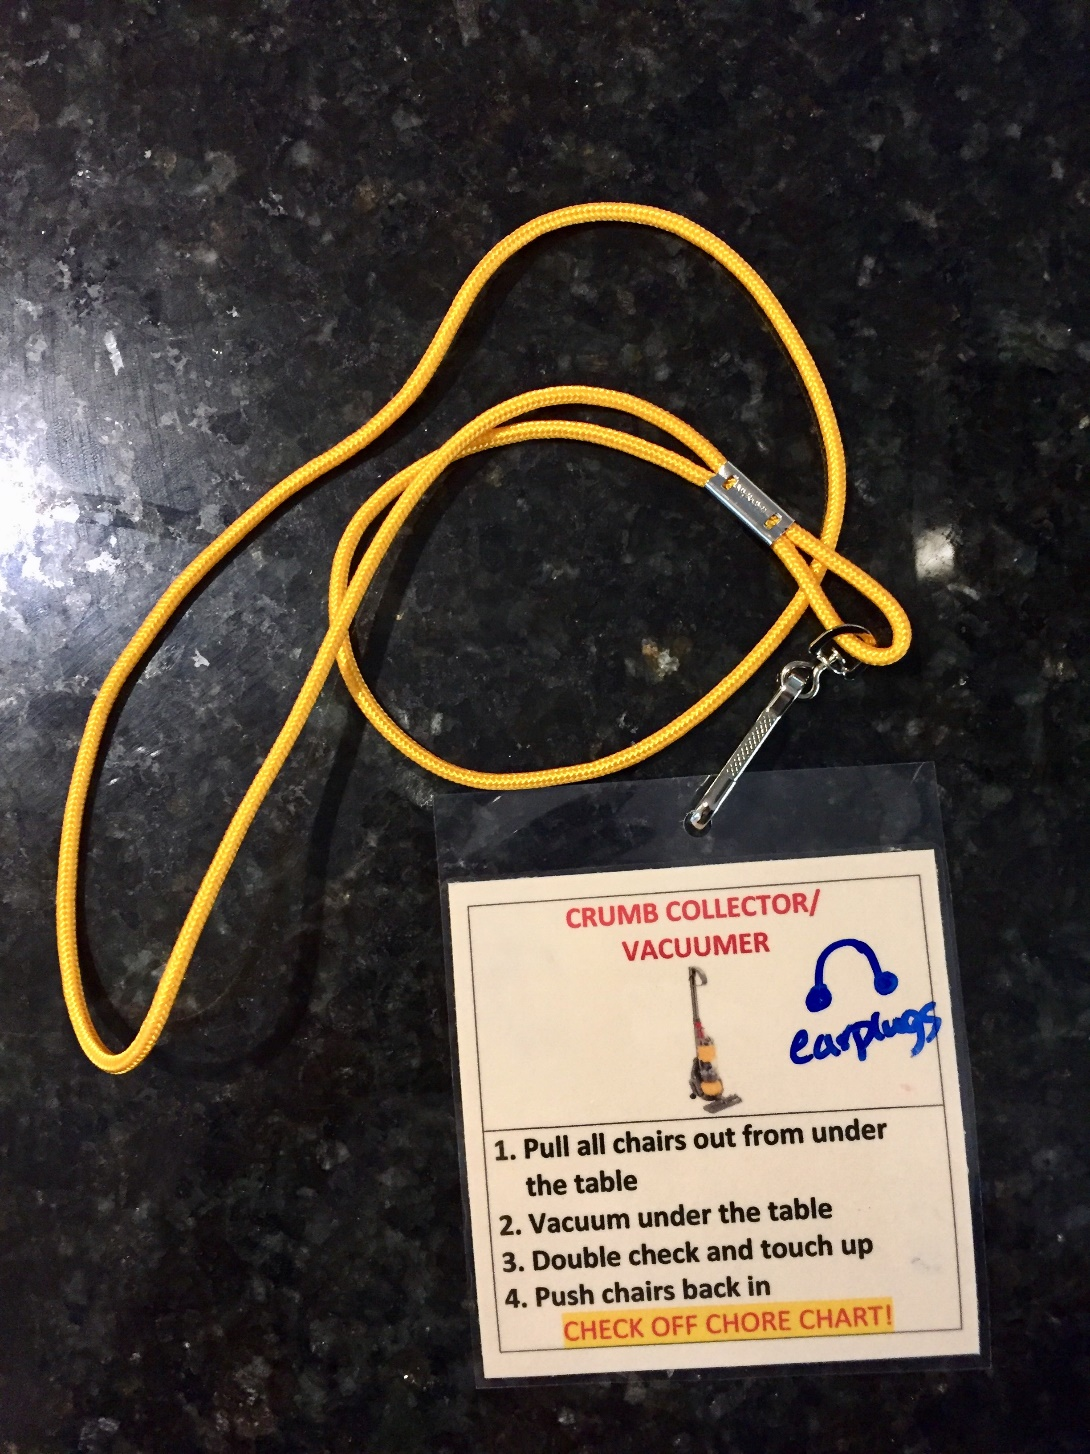 CRUMB COLLECTOR/
VACUUMER
earplugs
1. Pull all chairs out from under
the table
2. Vacuum under the table
3. Double check and touch up
4. Push chairs back in
CHECK OFF CHORE CHART!